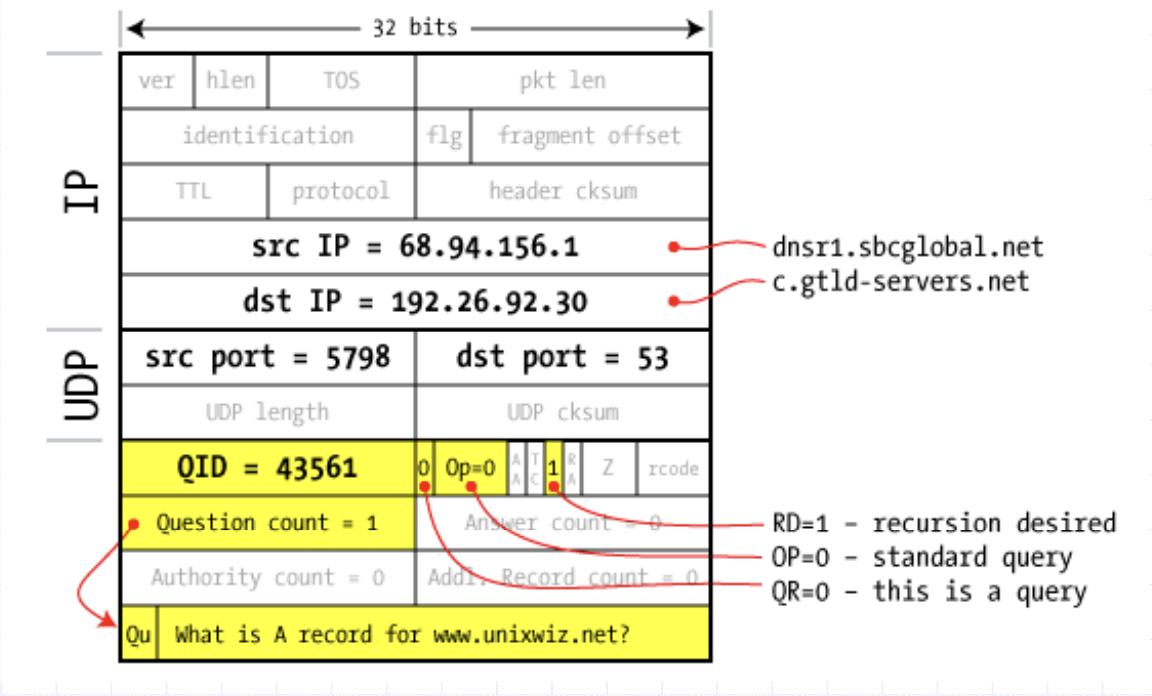 32 bits
ver hlen TOS pkt len
identification flg fragment offset
TTL protocol header cksum
IP
src IP = 68.94.156.1 dnsr1.sbcglobal.net
dst IP = 192.26.92.30 c.gtld-servers.net
src port = 5798 dst port = 53
UDP
UDP length UDP cksum
QID = 43561 0 Op=0 AA TC 1 RA Z rcode
Question count = 1 Answer count = 0 RD=1 – recursion desired
OP=0 – standard query
Authority count = 0 Addl. Record count = 0 QR=0 – this is a query
Qu What is A record for www.unixwiz.net?